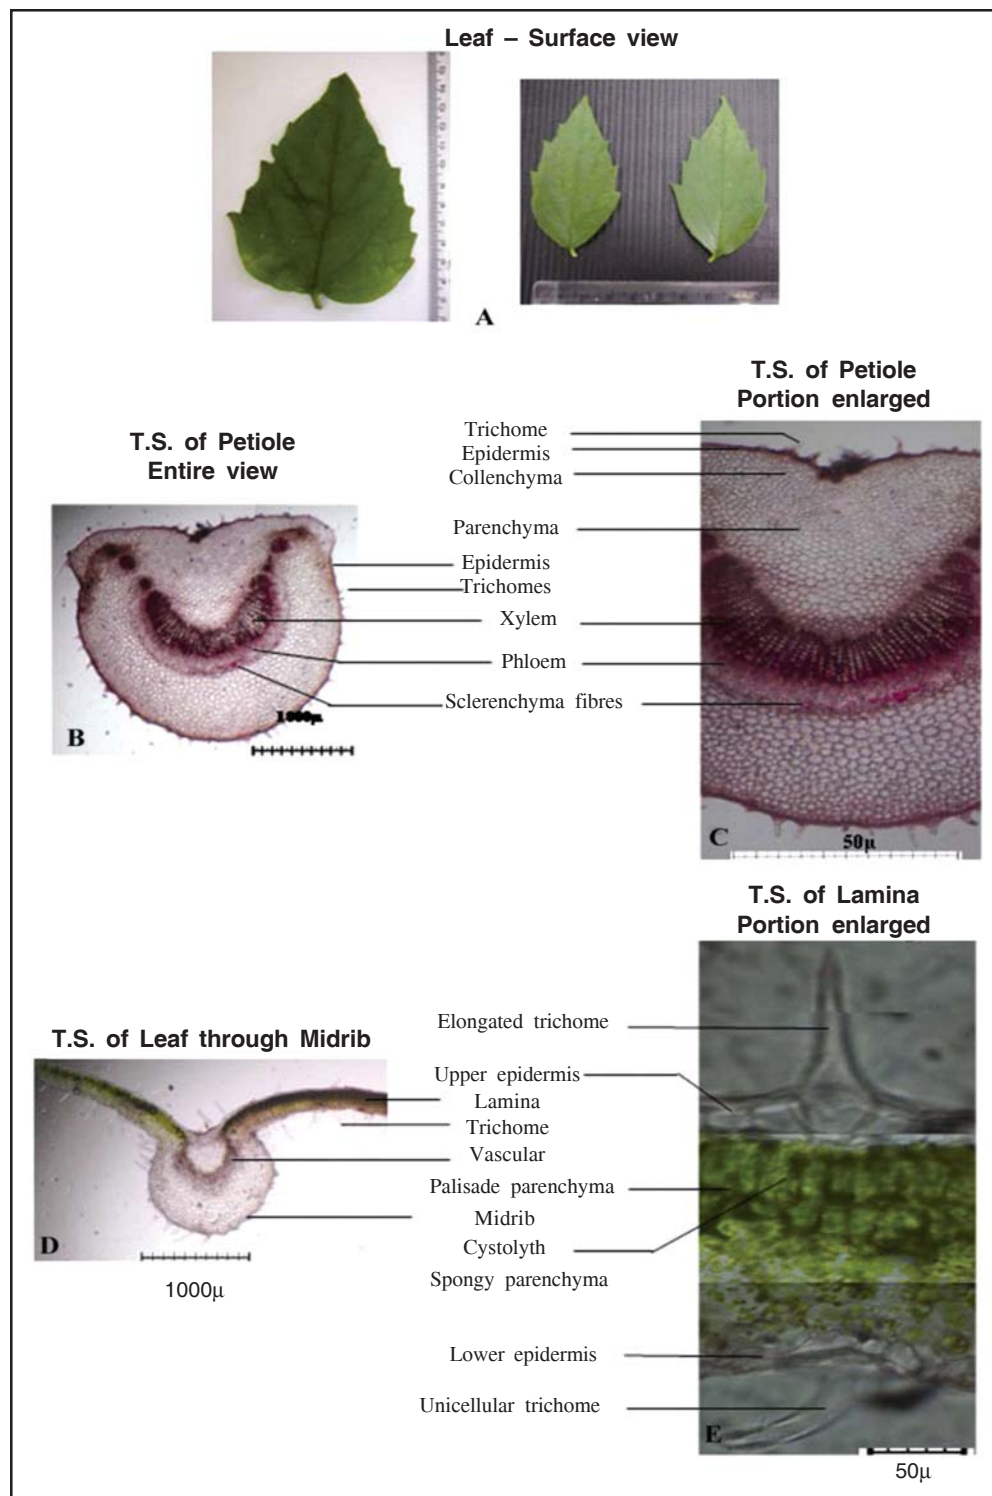 Leaf – Surface view
A
T.S. of Petiole
Portion enlarged
T.S. of Petiole
Entire view
Trichome
Epidermis
Collenchyma
Parenchyma
Epidermis
Trichomes
Xylem
Phloem
Sclerenchyma fibres
B
1000µ
C
50µ
T.S. of Lamina
Portion enlarged
T.S. of Leaf through Midrib
Elongated trichome
Upper epidermis
Lamina
Trichome
Vascular
Palisade parenchyma
Midrib
Cystolyth
Spongy parenchyma
Lower epidermis
Unicellular trichome
D
1000µ
E
50µ